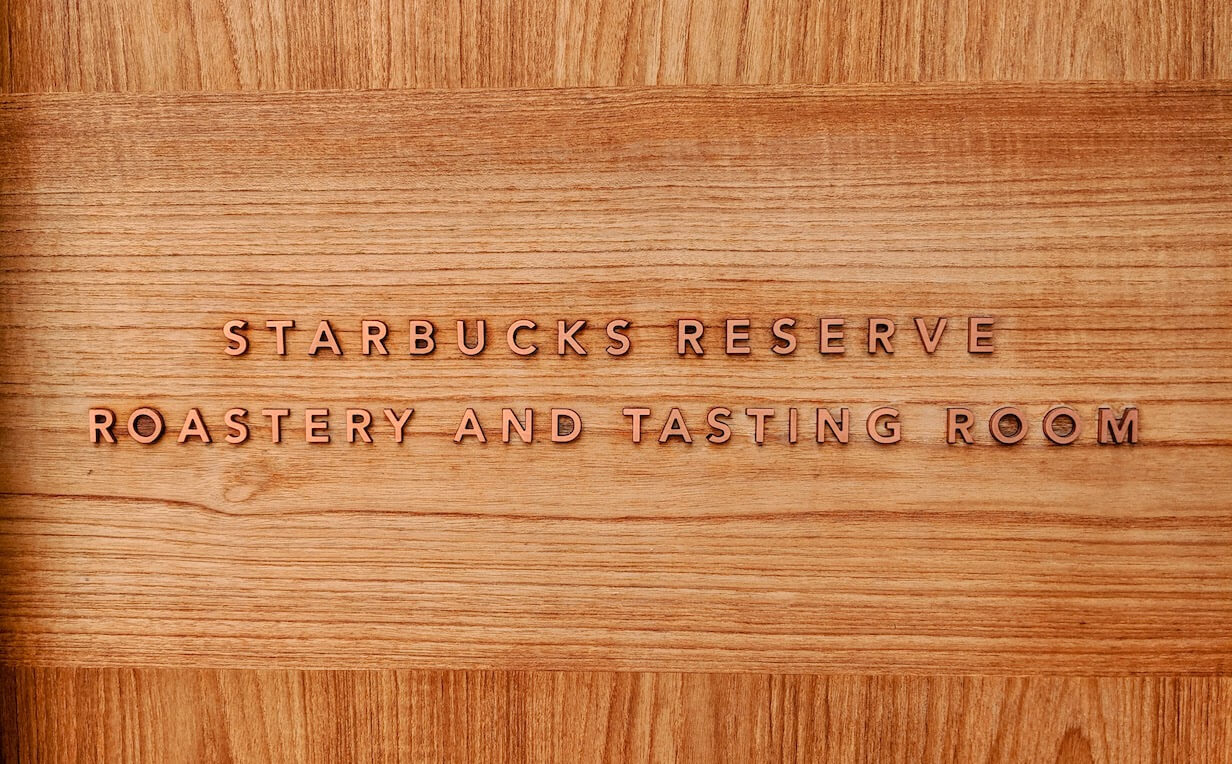 STARBUCKS RESERVE
ROASTERY AND TASTING ROOM